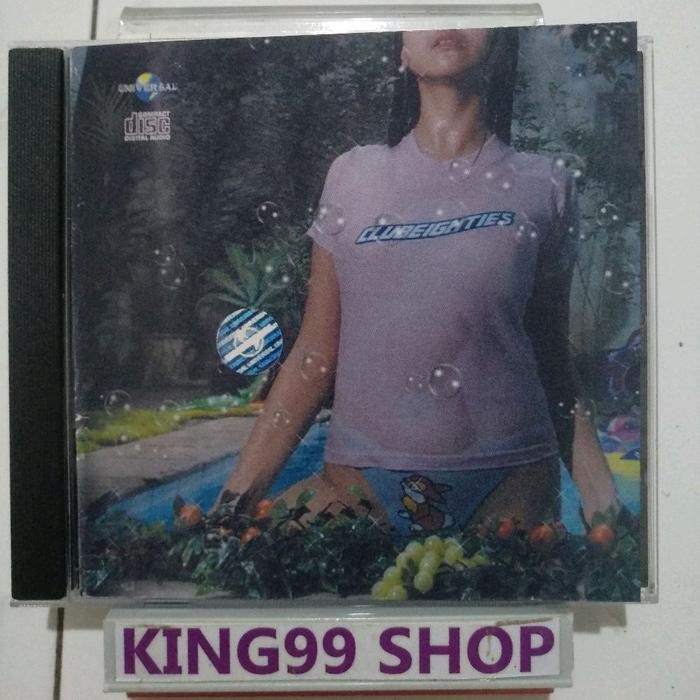 UNIVERSAL
COMPACT
disc
DIGITAL AUDIO
CLUBEIGHTIES
KING99 SHOP